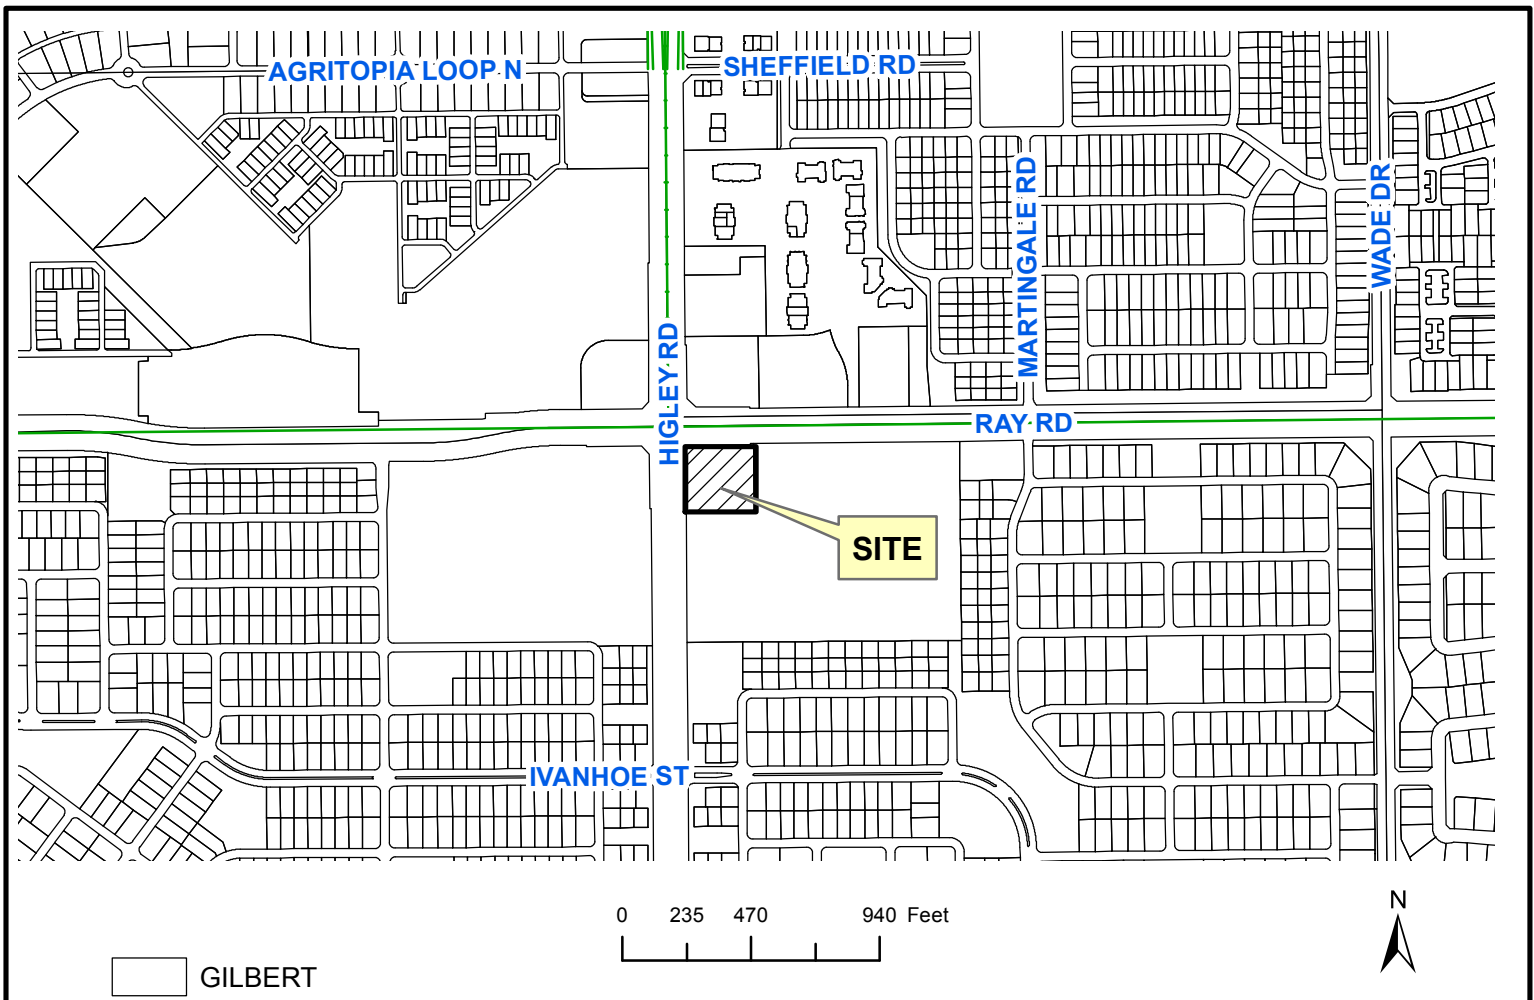 AGRITOPIA LOOP N
SHEFFIELD RD
MARTINGALE RD
WADE DR
HIGLEY RD
RAY RD
SITE
IVANHOE ST
0 235 470 940 Feet
N
GILBERT